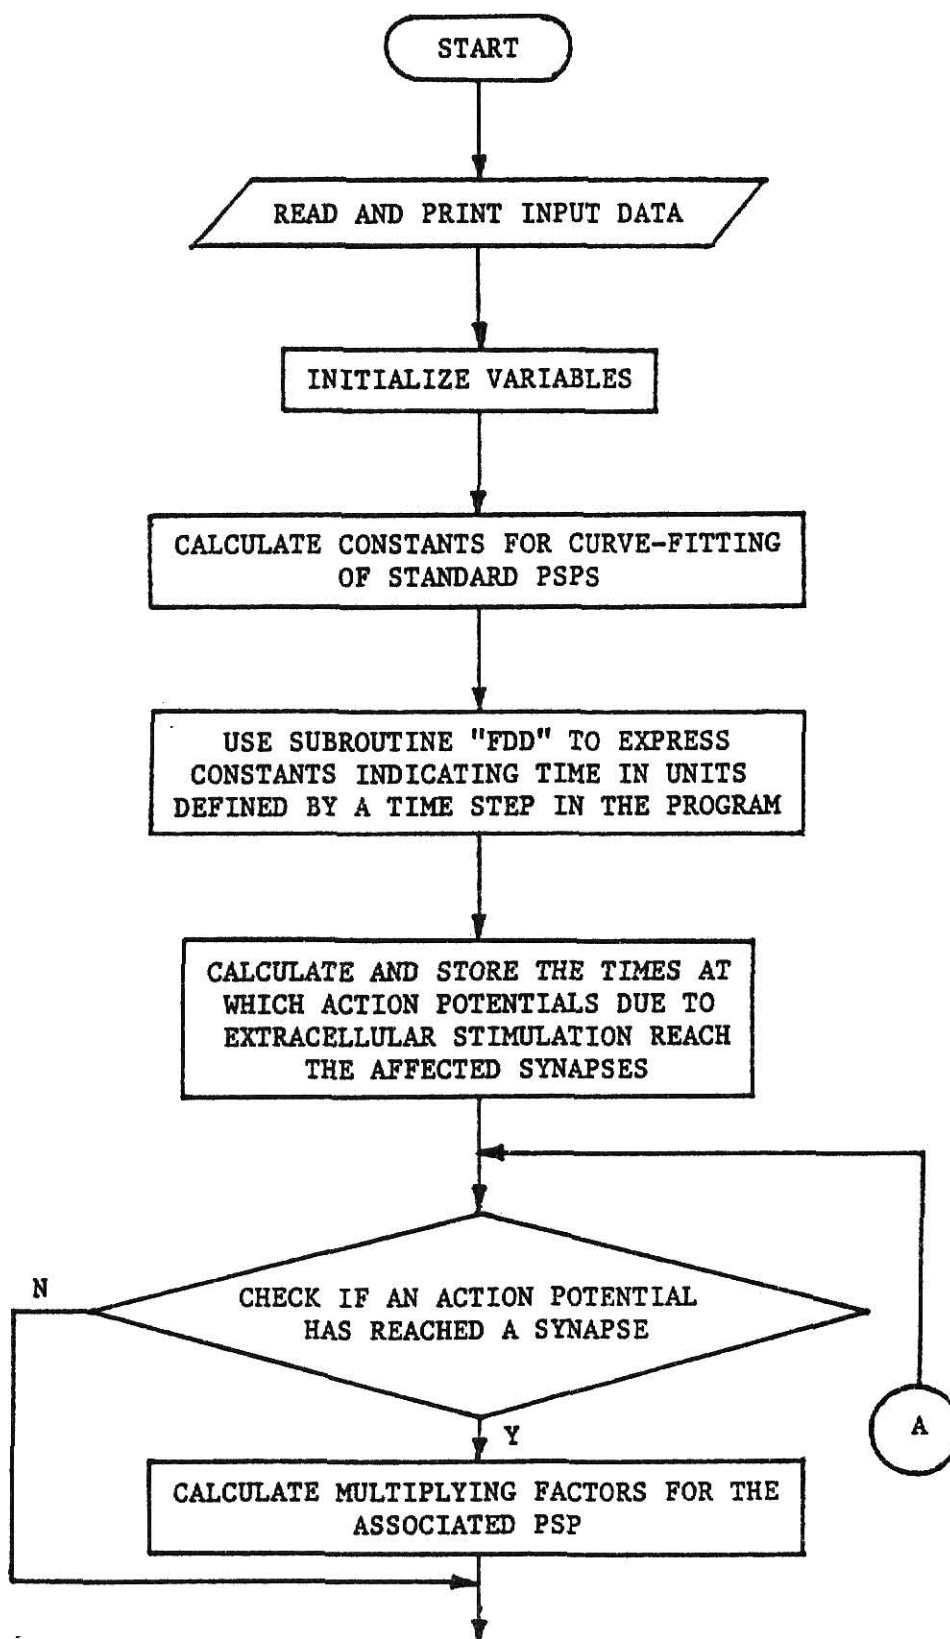 START
READ AND PRINT INPUT DATA
INITIALIZE VARIABLES
CALCULATE CONSTANTS FOR CURVE-FITTING
OF STANDARD PSPS
USE SUBROUTINE "FDD" TO EXPRESS
CONSTANTS INDICATING TIME IN UNITS
DEFINED BY A TIME STEP IN THE PROGRAM
CALCULATE AND STORE THE TIMES AT
WHICH ACTION POTENTIALS DUE TO
EXTRACELLULAR STIMULATION REACH
THE AFFECTED SYNAPSES
N
CHECK IF AN ACTION POTENTIAL
HAS REACHED A SYNAPSE
A
Y
CALCULATE MULTIPLYING FACTORS FOR THE
ASSOCIATED PSP